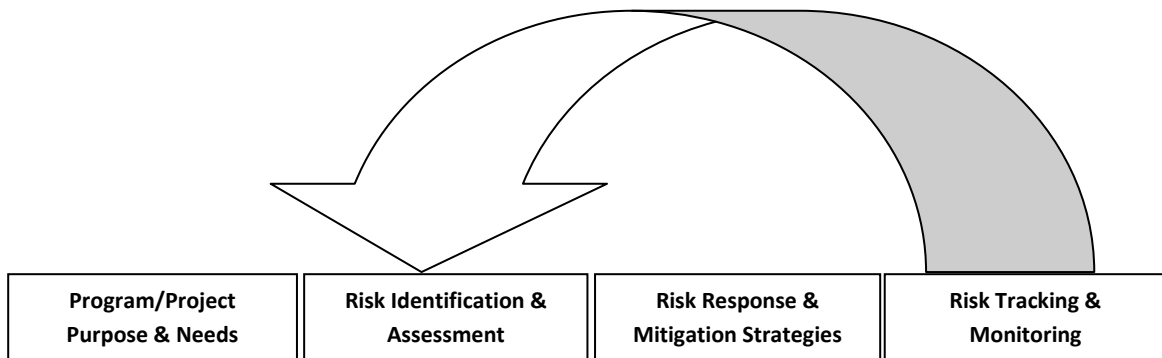 Program/Project
Purpose & Needs
Risk Identification &
Assessment
Risk Response &
Mitigation Strategies
Risk Tracking &
Monitoring